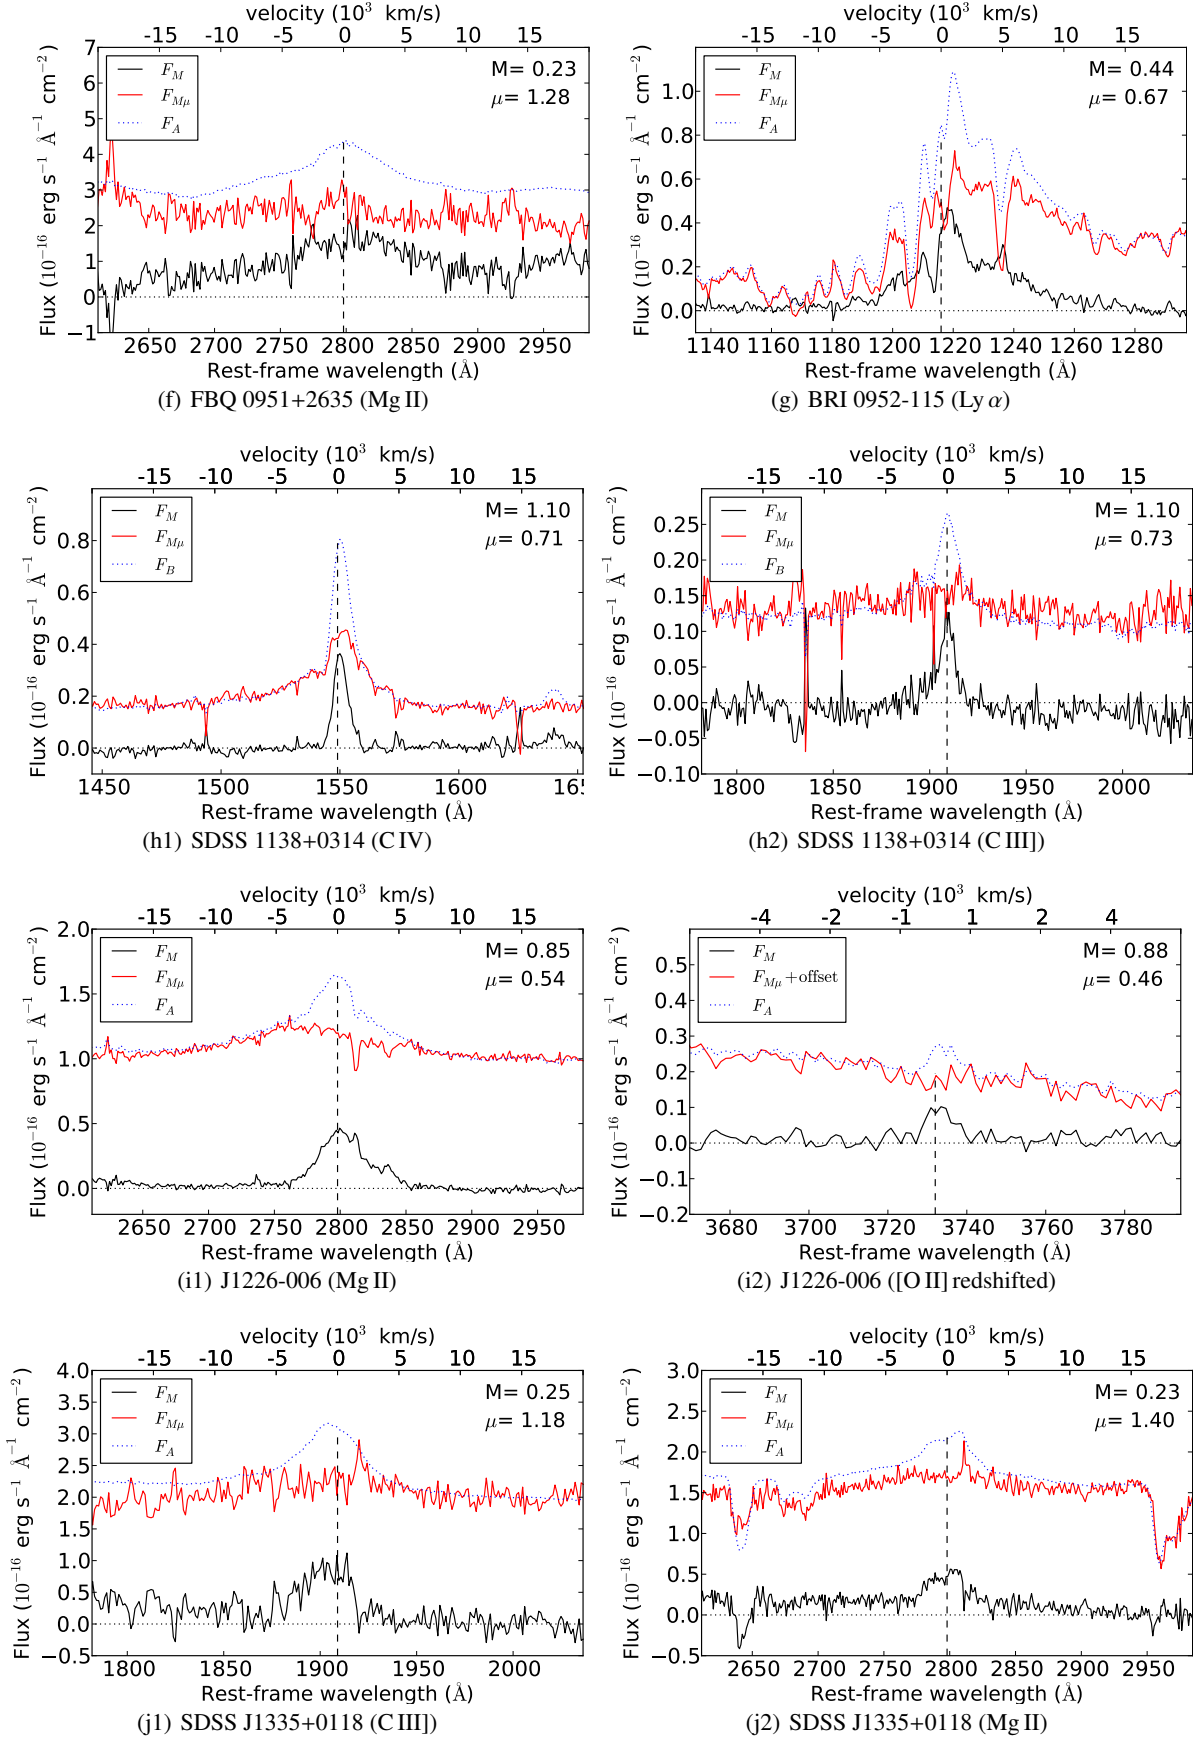 velocity (10³ km/s)
-15 -10 -5 0 5 10 15
Flux (10⁻¹⁶ erg s⁻¹ Å⁻¹ cm⁻²)
7
6
5
4
3
2
1
0
−1
F_M
F_Mμ
F_A
M= 0.23
μ= 1.28
2650 2700 2750 2800 2850 2900 2950
Rest-frame wavelength (Å)
(f) FBQ 0951+2635 (Mg II)
velocity (10³ km/s)
-15 -10 -5 0 5 10 15
Flux (10⁻¹⁶ erg s⁻¹ Å⁻¹ cm⁻²)
1.0
0.8
0.6
0.4
0.2
0.0
F_M
F_Mμ
F_A
M= 0.44
μ= 0.67
1140 1160 1180 1200 1220 1240 1260 1280
Rest-frame wavelength (Å)
(g) BRI 0952-115 (Ly α)
velocity (10³ km/s)
-15 -10 -5 0 5 10 15
Flux (10⁻¹⁶ erg s⁻¹ Å⁻¹ cm⁻²)
0.8
0.6
0.4
0.2
0.0
F_M
F_Mμ
F_B
M= 1.10
μ= 0.71
1450 1500 1550 1600 165
Rest-frame wavelength (Å)
(h1) SDSS 1138+0314 (C IV)
velocity (10³ km/s)
-15 -10 -5 0 5 10 15
Flux (10⁻¹⁶ erg s⁻¹ Å⁻¹ cm⁻²)
0.25
0.20
0.15
0.10
0.05
0.00
−0.05
−0.10
F_M
F_Mμ
F_B
M= 1.10
μ= 0.73
1800 1850 1900 1950 2000
Rest-frame wavelength (Å)
(h2) SDSS 1138+0314 (C III])
velocity (10³ km/s)
-15 -10 -5 0 5 10 15
Flux (10⁻¹⁶ erg s⁻¹ Å⁻¹ cm⁻²)
2.0
1.5
1.0
0.5
0.0
F_M
F_Mμ
F_A
M= 0.85
μ= 0.54
2650 2700 2750 2800 2850 2900 2950
Rest-frame wavelength (Å)
(i1) J1226-006 (Mg II)
velocity (10³ km/s)
-4 -2 -1 0 1 2 4
Flux (10⁻¹⁶ erg s⁻¹ Å⁻¹ cm⁻²)
0.5
0.4
0.3
0.2
0.1
0.0
−0.1
−0.2
F_M
F_Mμ +offset
F_A
M= 0.88
μ= 0.46
3680 3700 3720 3740 3760 3780
Rest-frame wavelength (Å)
(i2) J1226-006 ([O II] redshifted)
velocity (10³ km/s)
-15 -10 -5 0 5 10 15
Flux (10⁻¹⁶ erg s⁻¹ Å⁻¹ cm⁻²)
4.0
3.5
3.0
2.5
2.0
1.5
1.0
0.5
0.0
−0.5
F_M
F_Mμ
F_A
M= 0.25
μ= 1.18
1800 1850 1900 1950 2000
Rest-frame wavelength (Å)
(j1) SDSS J1335+0118 (C III])
velocity (10³ km/s)
-15 -10 -5 0 5 10 15
Flux (10⁻¹⁶ erg s⁻¹ Å⁻¹ cm⁻²)
3.0
2.5
2.0
1.5
1.0
0.5
0.0
−0.5
F_M
F_Mμ
F_A
M= 0.23
μ= 1.40
2650 2700 2750 2800 2850 2900 2950
Rest-frame wavelength (Å)
(j2) SDSS J1335+0118 (Mg II)